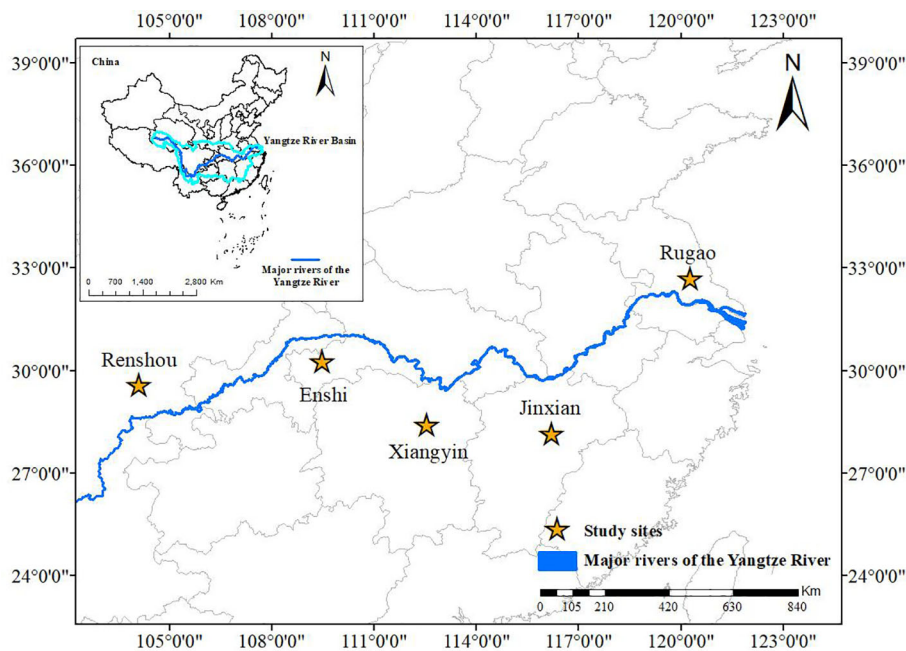 105°0'0" 108°0'0" 111°0'0" 114°0'0" 117°0'0" 120°0'0" 123°0'0"
39°0'0" 39°0'0"
China N N
Yangtze River Basin
36°0'0" 36°0'0"
Major rivers of the
Yangtze River
0 700 1,400 2,800 Km
33°0'0" Rugao 33°0'0"
Renshou
30°0'0" 30°0'0"
Enshi Jinxian
Xiangyin
27°0'0" 27°0'0"
Study sites
Major rivers of the Yangtze River
24°0'0" 24°0'0"
Km
0 105 210 420 630 840
105°0'0" 108°0'0" 111°0'0" 114°0'0" 117°0'0" 120°0'0" 123°0'0"